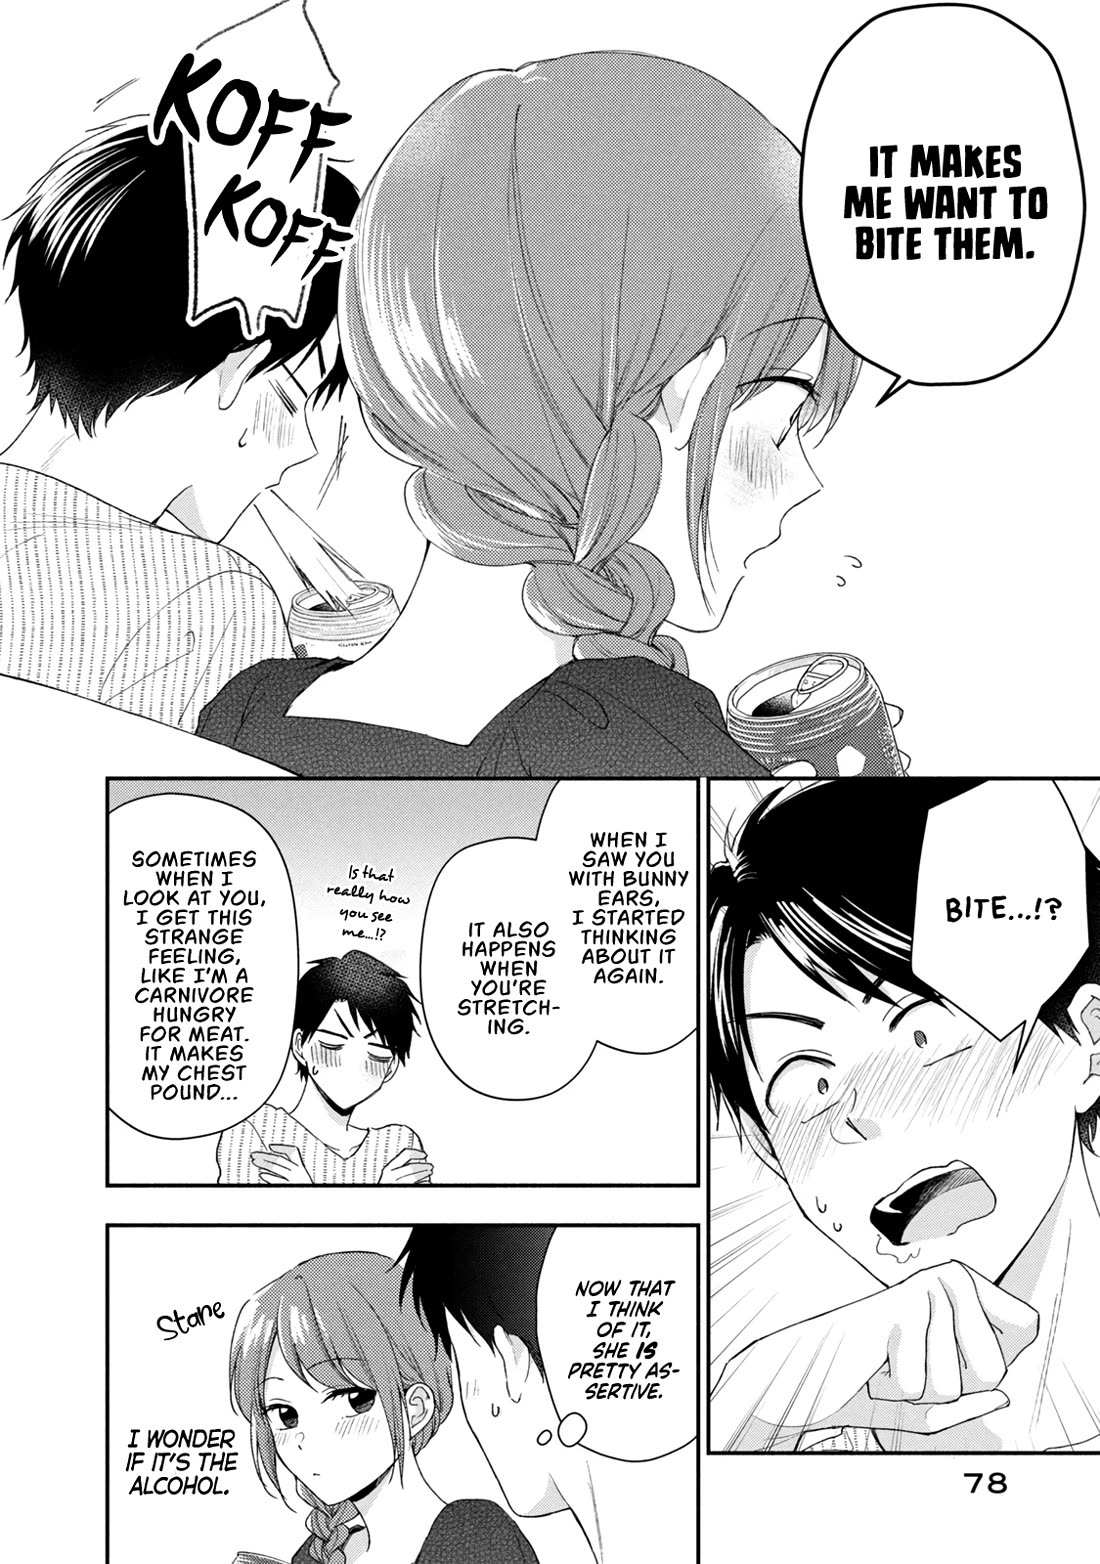 IT MAKES
ME WANT TO
BITE THEM.
KOFF
KOFF
BITE...!?
WHEN I
SAW YOU
WITH BUNNY
EARS,
I STARTED
THINKING
ABOUT IT
AGAIN.
IT ALSO
HAPPENS
WHEN
YOU'RE
STRETCH-
ING.
Is that
really how
you see
me...!?
SOMETIMES
WHEN I
LOOK AT YOU,
I GET THIS
STRANGE
FEELING,
LIKE I'M A
CARNIVORE
HUNGRY
FOR MEAT.
IT MAKES
MY CHEST
POUND...
NOW THAT
I THINK
OF IT,
SHE IS
PRETTY AS-
SERTIVE.
Stare
I WONDER
IF IT'S THE
ALCOHOL.
78